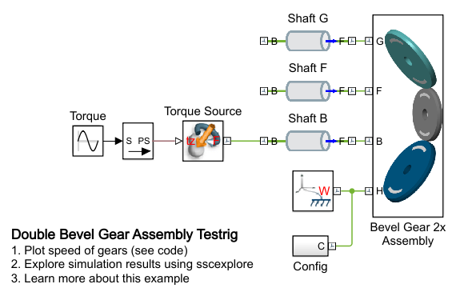 Shaft G
B F G
Shaft F
B F F
Torque Torque Source Shaft B
S PS B F B
W H
Bevel Gear 2x
Assembly
C
Config
Double Bevel Gear Assembly Testrig
1. Plot speed of gears (see code)
2. Explore simulation results using sscexplore
3. Learn more about this example